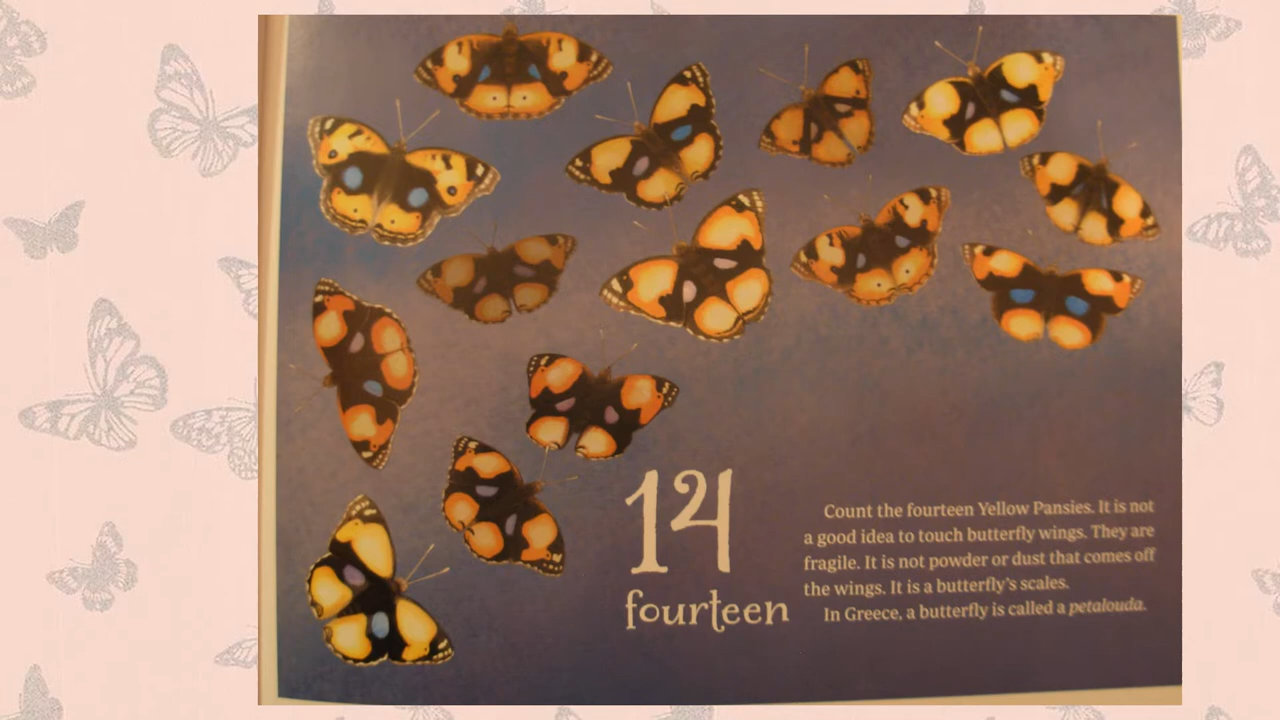 14
fourteen
Count the fourteen Yellow Pansies. It is not
a good idea to touch butterfly wings. They are
fragile. It is not powder or dust that comes off
the wings. It is a butterfly's scales.
In Greece, a butterfly is called a petalouda.